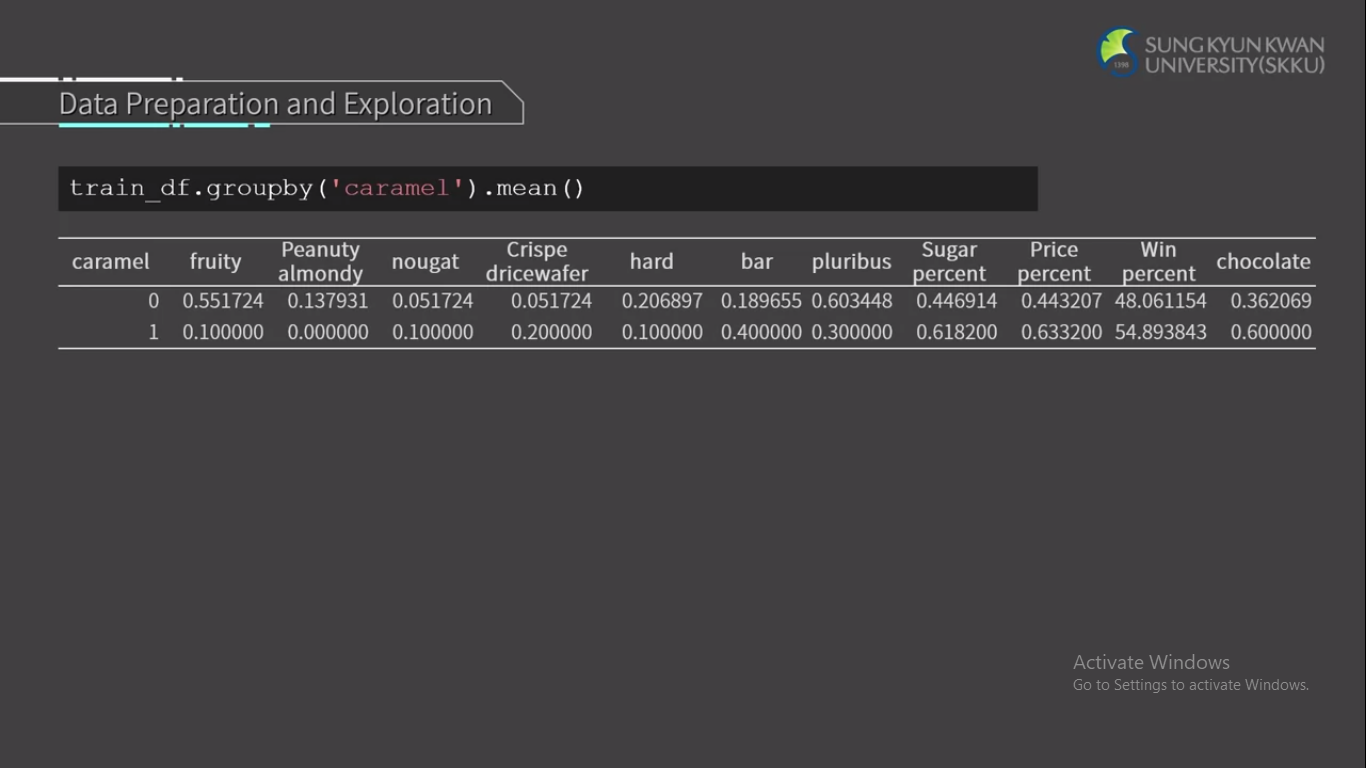 SUNG KYUN KWAN
UNIVERSITY(SKKU)
1398
Data Preparation and Exploration
train_df.groupby('caramel').mean()
caramel fruity Peanuty almondy nougat Crispe dricewafer hard bar pluribus Sugar percent Price percent Win percent chocolate
0 0.551724 0.137931 0.051724 0.051724 0.206897 0.189655 0.603448 0.446914 0.443207 48.061154 0.362069
1 0.100000 0.000000 0.100000 0.200000 0.100000 0.400000 0.300000 0.618200 0.633200 54.893843 0.600000
Activate Windows
Go to Settings to activate Windows.